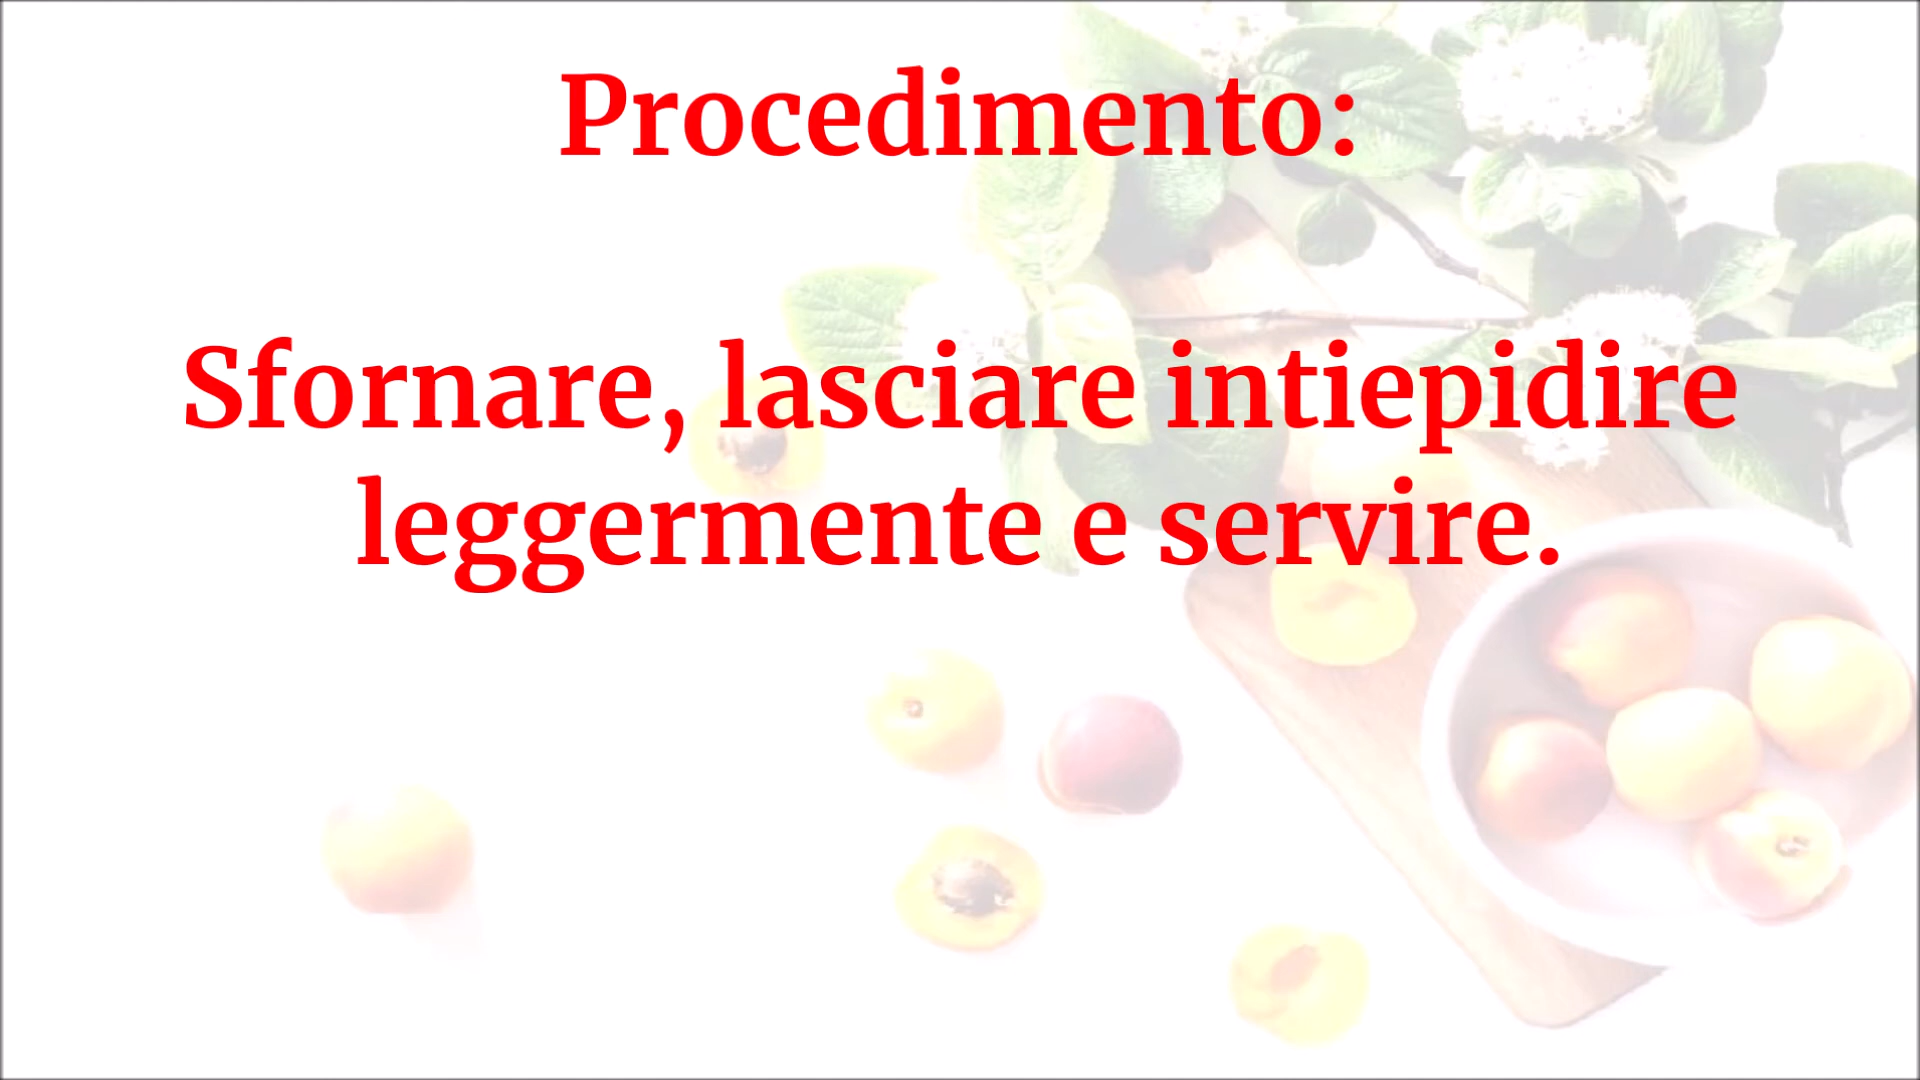 Procedimento:
Sfornare, lasciare intiepidire
leggermente e servire.